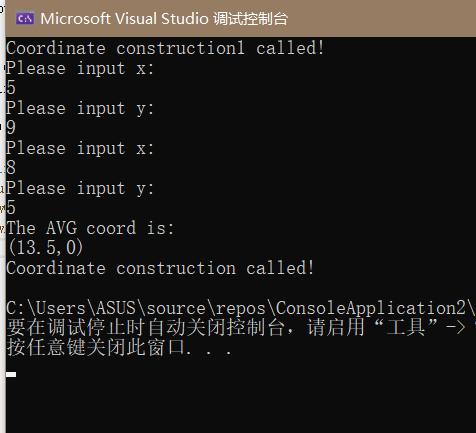 Microsoft Visual Studio 调试控制台
Coordinate construction1 called!
Please input x:
5
Please input y:
9
Please input x:
8
Please input y:
5
The AVG coord is:
(13.5,0)
Coordinate construction called!
C:\Users\ASUS\source\repos\ConsoleApplication2\
要在调试停止时自动关闭控制台，请启用“工具”->
按任意键关闭此窗口. . .